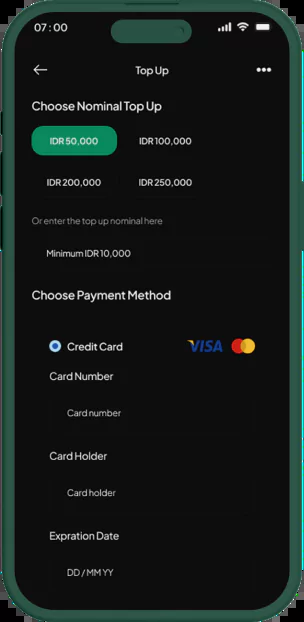 07:00
Top Up
Choose Nominal Top Up
IDR 50,000 IDR 100,000
IDR 200,000 IDR 250,000
Or enter the top up nominal here
Minimum IDR 10,000
Choose Payment Method
Credit Card VISA
Card Number
Card number
Card Holder
Card holder
Expration Date
DD / MM YY